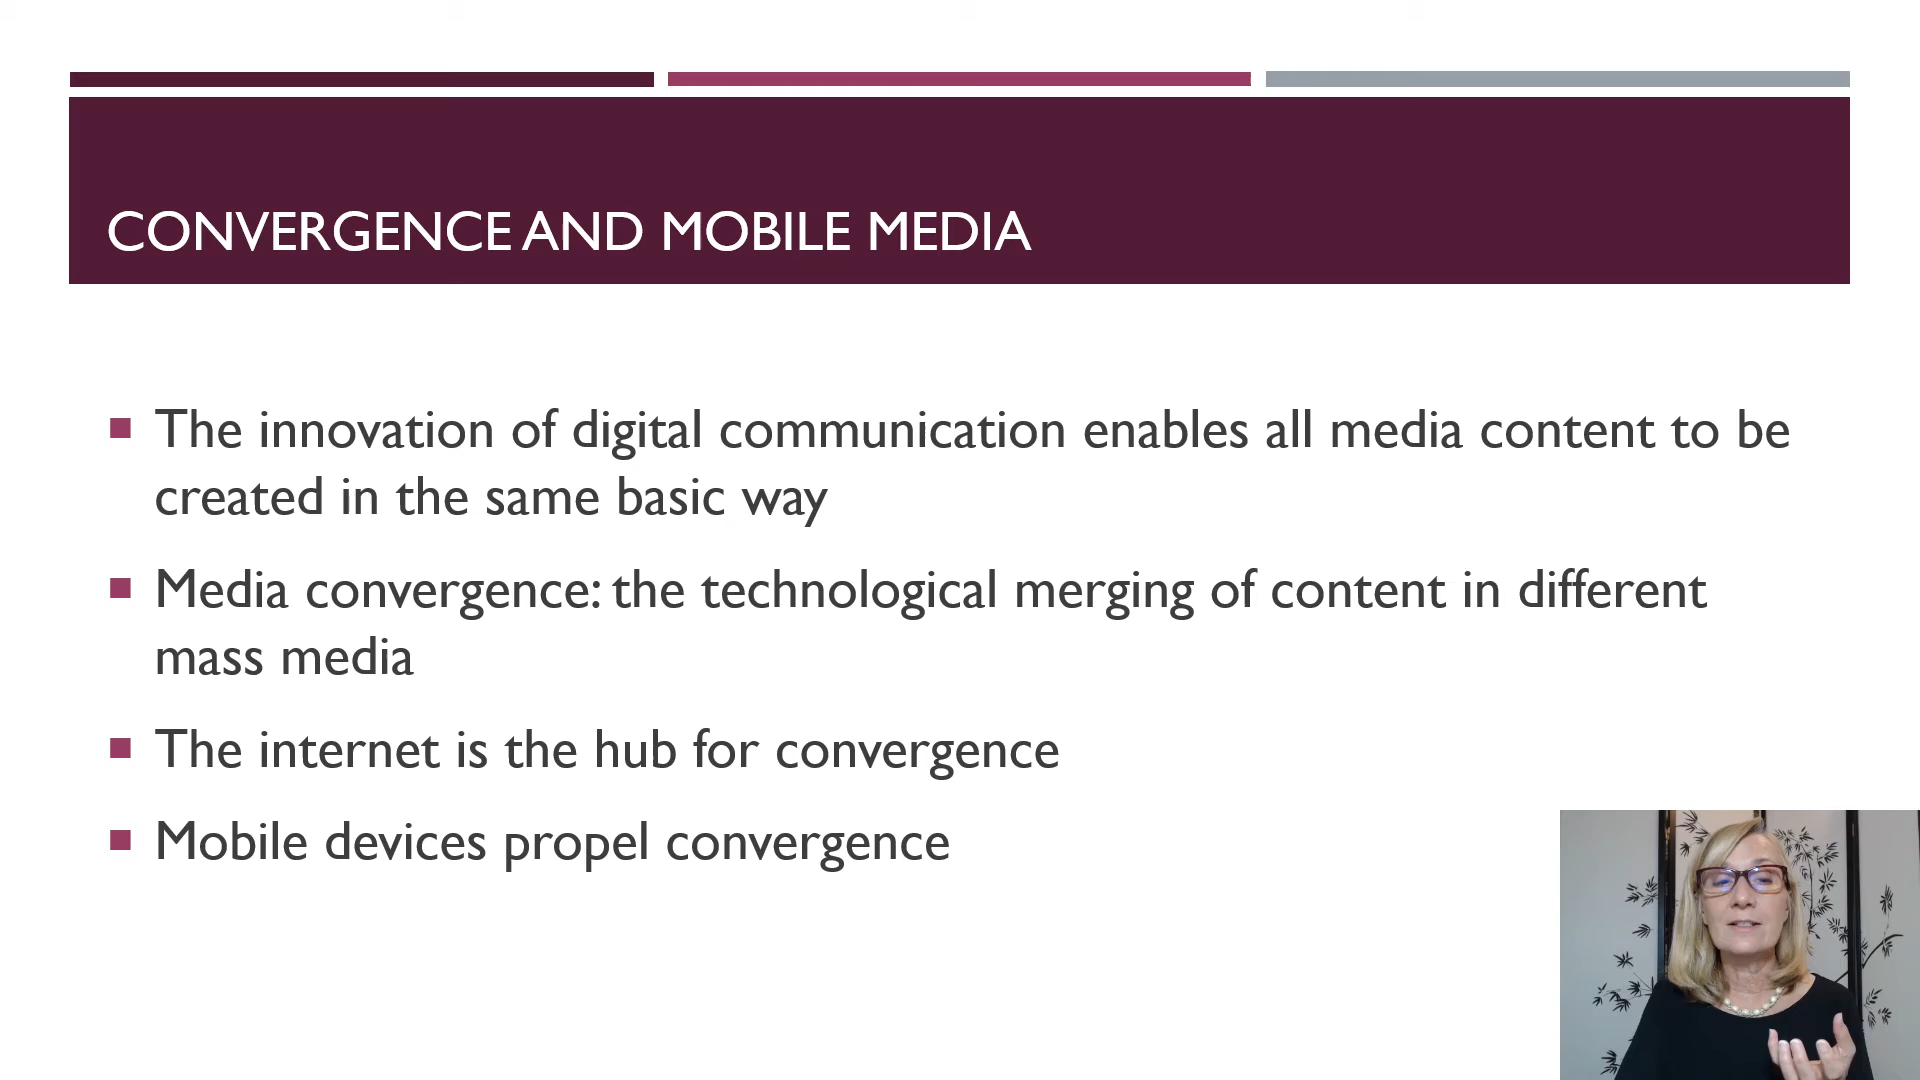 CONVERGENCE AND MOBILE MEDIA
The innovation of digital communication enables all media content to be
created in the same basic way
Media convergence: the technological merging of content in different
mass media
The internet is the hub for convergence
Mobile devices propel convergence